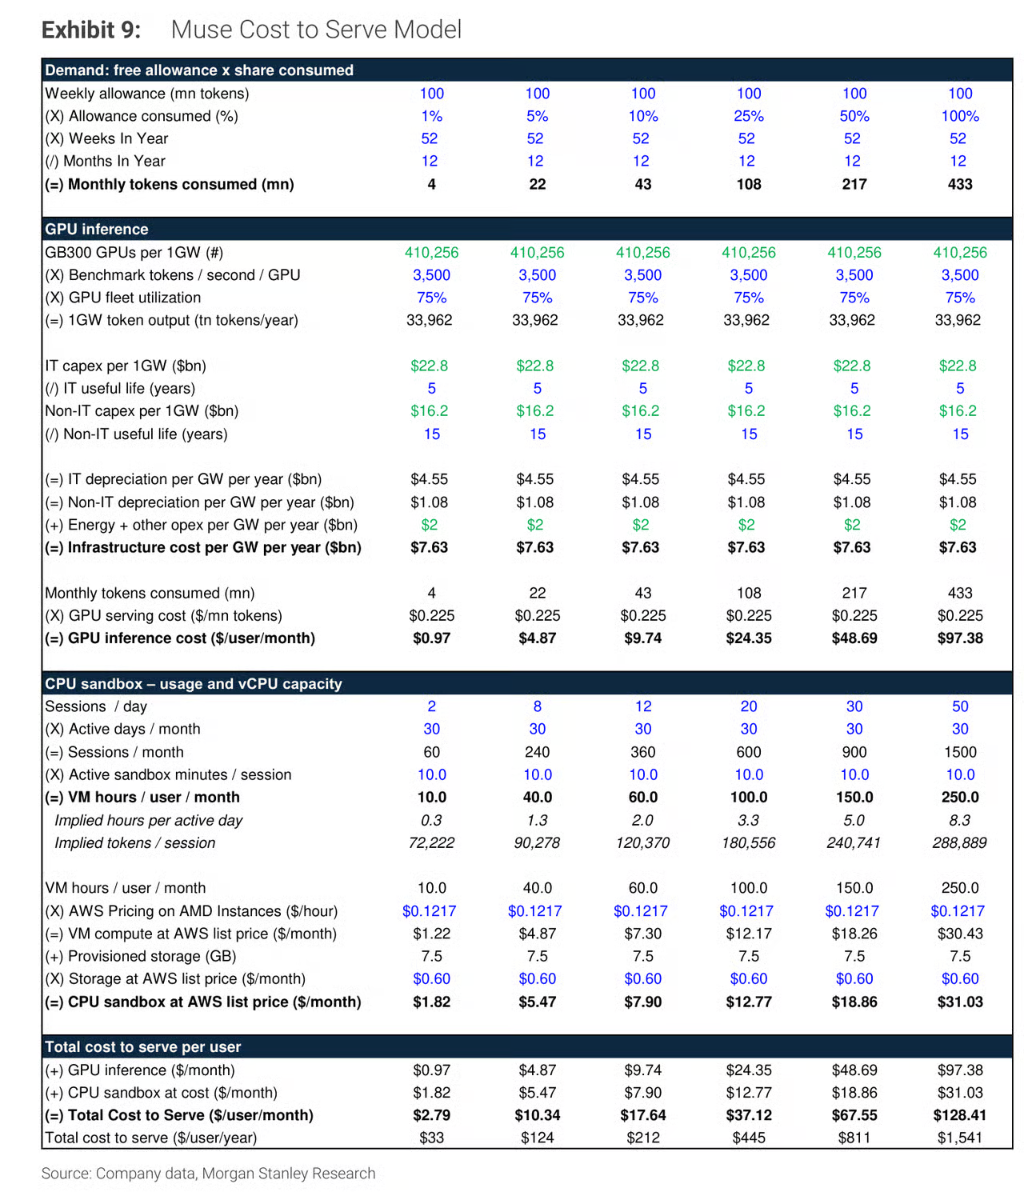 Exhibit 9: Muse Cost to Serve Model
Demand: free allowance x share consumed
Weekly allowance (mn tokens) 100 100 100 100 100 100
(X) Allowance consumed (%) 1% 5% 10% 25% 50% 100%
(X) Weeks In Year 52 52 52 52 52 52
(/) Months In Year 12 12 12 12 12 12
(=) Monthly tokens consumed (mn) 4 22 43 108 217 433
GPU inference
GB300 GPUs per 1GW (#) 410,256 410,256 410,256 410,256 410,256 410,256
(X) Benchmark tokens / second / GPU 3,500 3,500 3,500 3,500 3,500 3,500
(X) GPU fleet utilization 75% 75% 75% 75% 75% 75%
(=) 1GW token output (tn tokens/year) 33,962 33,962 33,962 33,962 33,962 33,962
IT capex per 1GW ($bn) $22.8 $22.8 $22.8 $22.8 $22.8 $22.8
(/) IT useful life (years) 5 5 5 5 5 5
Non-IT capex per 1GW ($bn) $16.2 $16.2 $16.2 $16.2 $16.2 $16.2
(/) Non-IT useful life (years) 15 15 15 15 15 15
(=) IT depreciation per GW per year ($bn) $4.55 $4.55 $4.55 $4.55 $4.55 $4.55
(=) Non-IT depreciation per GW per year ($bn) $1.08 $1.08 $1.08 $1.08 $1.08 $1.08
(+) Energy + other opex per GW per year ($bn) $2 $2 $2 $2 $2 $2
(=) Infrastructure cost per GW per year ($bn) $7.63 $7.63 $7.63 $7.63 $7.63 $7.63
Monthly tokens consumed (mn) 4 22 43 108 217 433
(X) GPU serving cost ($/mn tokens) $0.225 $0.225 $0.225 $0.225 $0.225 $0.225
(=) GPU inference cost ($/user/month) $0.97 $4.87 $9.74 $24.35 $48.69 $97.38
CPU sandbox – usage and vCPU capacity
Sessions / day 2 8 12 20 30 50
(X) Active days / month 30 30 30 30 30 30
(=) Sessions / month 60 240 360 600 900 1500
(X) Active sandbox minutes / session 10.0 10.0 10.0 10.0 10.0 10.0
(=) VM hours / user / month 10.0 40.0 60.0 100.0 150.0 250.0
Implied hours per active day 0.3 1.3 2.0 3.3 5.0 8.3
Implied tokens / session 72,222 90,278 120,370 180,556 240,741 288,889
VM hours / user / month 10.0 40.0 60.0 100.0 150.0 250.0
(X) AWS Pricing on AMD Instances ($/hour) $0.1217 $0.1217 $0.1217 $0.1217 $0.1217 $0.1217
(=) VM compute at AWS list price ($/month) $1.22 $4.87 $7.30 $12.17 $18.26 $30.43
(+) Provisioned storage (GB) 7.5 7.5 7.5 7.5 7.5 7.5
(X) Storage at AWS list price ($/month) $0.60 $0.60 $0.60 $0.60 $0.60 $0.60
(=) CPU sandbox at AWS list price ($/month) $1.82 $5.47 $7.90 $12.77 $18.86 $31.03
Total cost to serve per user
(+) GPU inference ($/month) $0.97 $4.87 $9.74 $24.35 $48.69 $97.38
(+) CPU sandbox at cost ($/month) $1.82 $5.47 $7.90 $12.77 $18.86 $31.03
(=) Total Cost to Serve ($/user/month) $2.79 $10.34 $17.64 $37.12 $67.55 $128.41
Total cost to serve ($/user/year) $33 $124 $212 $445 $811 $1,541
Source: Company data, Morgan Stanley Research